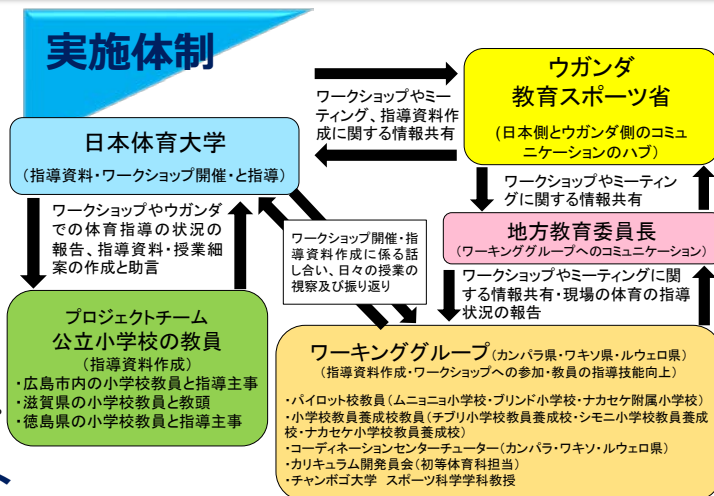 実施体制
ワークショップやミー
ティング、指導資料作
成に関する情報共有
ウガンダ
教育スポーツ省
(日本側とウガンダ側のコミュ
ニケーションのハブ)
日本体育大学
(指導資料・ワークショップ開催・と指導)
ワークショップやミーティン
グに関する情報共有
ワークショップやウガンダ
での体育指導の状況の
報告、指導資料・授業細
案の作成と助言
ワークショップ開催・指
導資料作成に係る話
し合い、日々の授業の
視察及び振り返り
地方教育委員長
(ワーキンググループへのコミュニケーション)
ワークショップやミーティングに関
する情報共有・現場の体育の指導
状況の報告
プロジェクトチーム
公立小学校の教員
(指導資料作成)
・広島市内の小学校教員と指導主事
・滋賀県の小学校教員と教頭
・徳島県の小学校教員と指導主事
ワーキンググループ(カンパラ県・ワキソ県・ルウェロ県)
(指導資料作成・ワークショップへの参加・教員の指導技能向上)
・パイロット校教員(ムニョニョ小学校・ブリンド小学校・ナカセケ附属小学校)
・小学校教員養成校教員(チブリ小学校教員養成校・シモニ小学校教員養成
校・ナカセケ小学校教員養成校)
・コーディネーションセンターチューター(カンパラ・ワキソ・ルウェロ県)
・カリキュラム開発員会(初等体育科担当)
・チャンボゴ大学 スポーツ科学学科教授